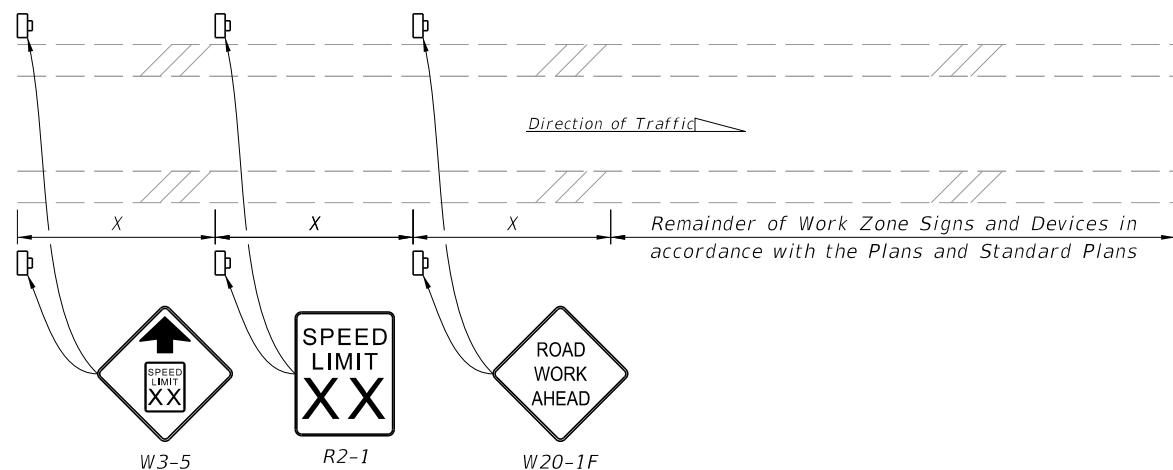 Direction of Traffic
X
X
X
Remainder of Work Zone Signs and Devices in
accordance with the Plans and Standard Plans
SPEED
LIMIT
XX
W3-5
SPEED
LIMIT
XX
R2-1
ROAD
WORK
AHEAD
W20-1F